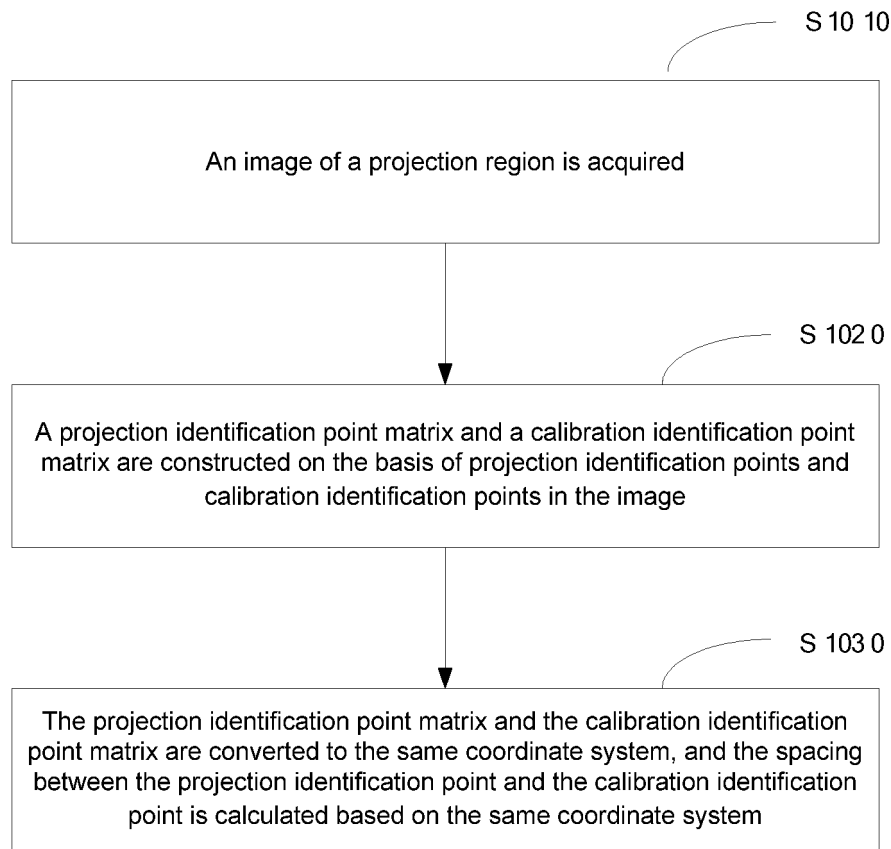 S 10 10
An image of a projection region is acquired
S 102 0
A projection identification point matrix and a calibration identification point
matrix are constructed on the basis of projection identification points and
calibration identification points in the image
S 103 0
The projection identification point matrix and the calibration identification
point matrix are converted to the same coordinate system, and the spacing
between the projection identification point and the calibration identification
point is calculated based on the same coordinate system